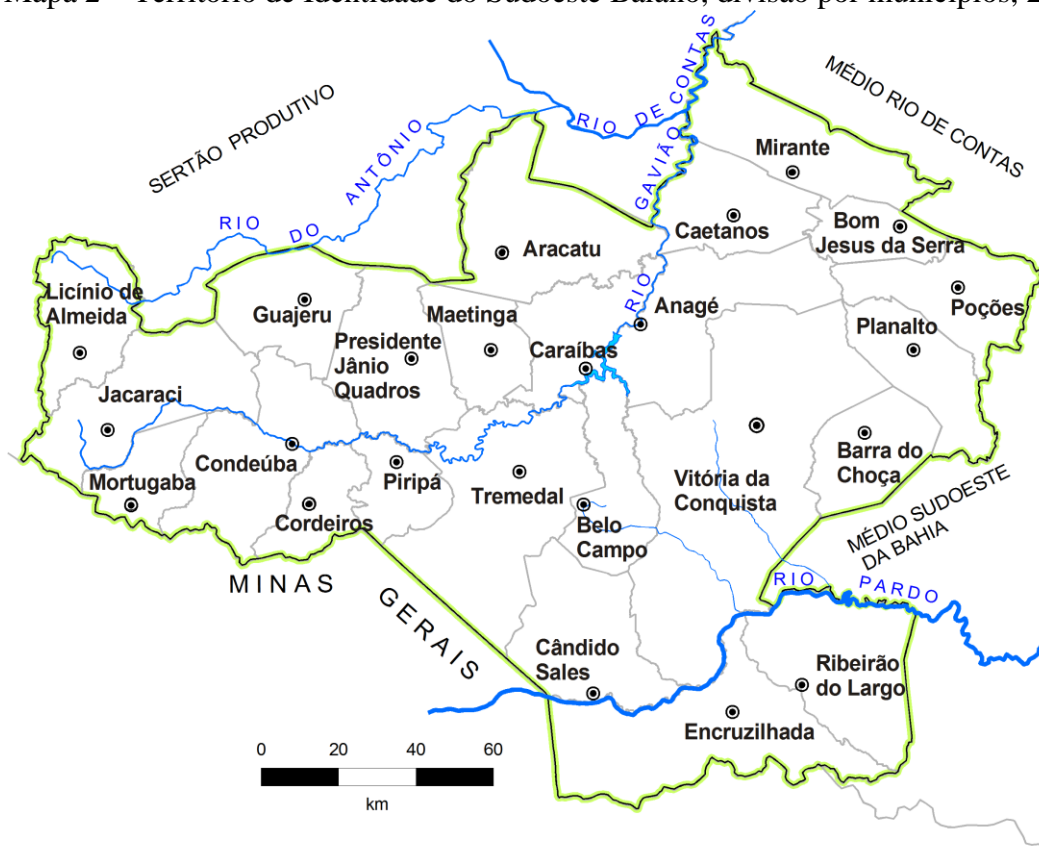 Mapa 2 – Território de Identidade do Sudoeste Baiano, divisão por municípios, 2
SERTÃO PRODUTIVO
MÉDIO RIO DE CONTAS
RIO DE CONTAS
RIO DO ANTÔNIO
RIO GAVIÃO
Mirante
Caetanos
Bom
Jesus da Serra
Aracatu
Licínio de
Almeida
Guajeru
Maetinga
Anagé
Poções
Planalto
Presidente
Jânio
Quadros
Caraíbas
Jacaraci
Condeúba
Barra do
Choça
Mortugaba
Piripá
Tremedal
Vitória da
Conquista
Cordeiros
Belo
Campo
MÉDIO SUDOESTE
DA BAHIA
MINAS
GERAIS
RIO PARDO
Cândido
Sales
Ribeirão
do Largo
Encruzilhada
0 20 40 60
km